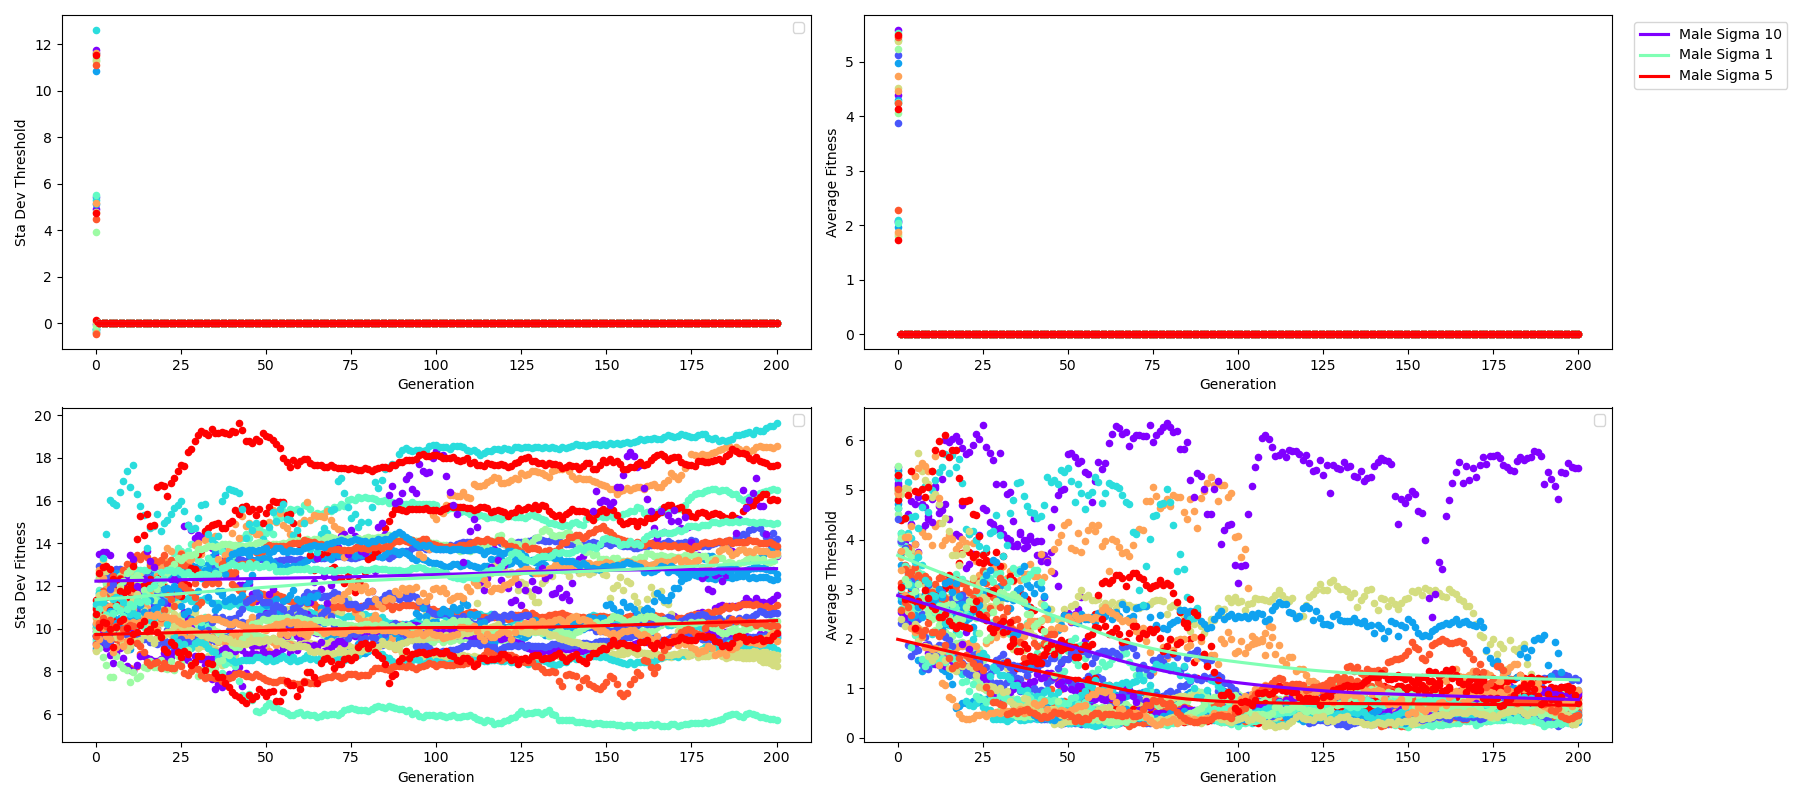 Sta Dev Threshold
12
10
8
6
4
2
0
0 25 50 75 100 125 150 175 200
Generation
Average Fitness
5
4
3
2
1
0
0 25 50 75 100 125 150 175 200
Generation
Male Sigma 10
Male Sigma 1
Male Sigma 5
Sta Dev Fitness
20
18
16
14
12
10
8
6
0 25 50 75 100 125 150 175 200
Generation
Average Threshold
6
5
4
3
2
1
0
0 25 50 75 100 125 150 175 200
Generation